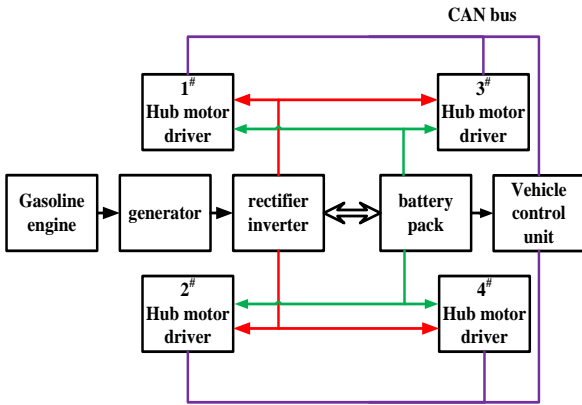 CAN bus
1#
Hub motor
driver
3#
Hub motor
driver
Gasoline
engine
generator
rectifier
inverter
battery
pack
Vehicle
control
unit
2#
Hub motor
driver
4#
Hub motor
driver